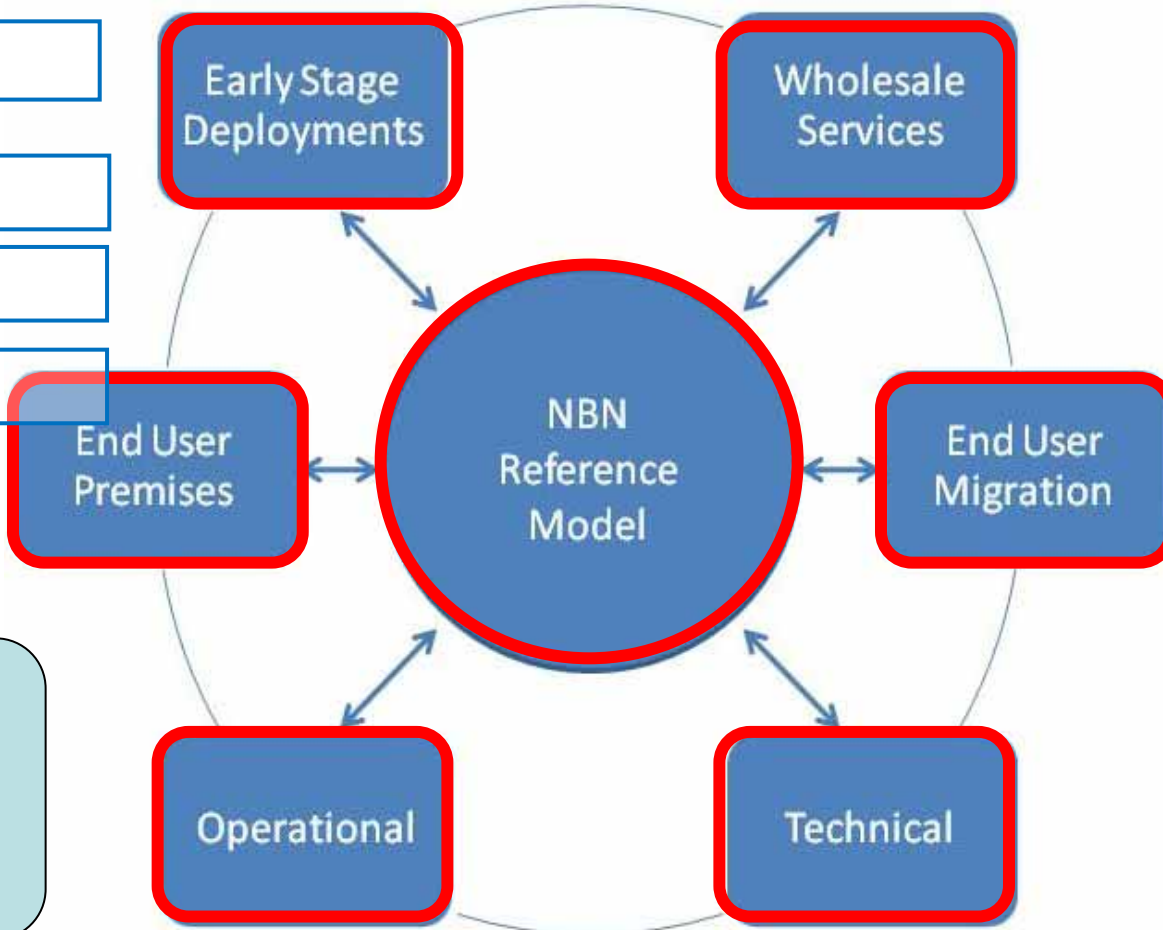 Early Stage
Deployments
Wholesale
Services
End User
Premises
NBN
Reference
Model
End User
Migration
Operational
Technical